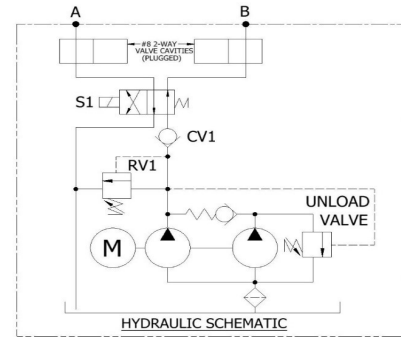 A B
#8 2-WAY
VALVE CAVITIES
(PLUGGED)
S1
CV1
RV1
UNLOAD
VALVE
M
HYDRAULIC SCHEMATIC